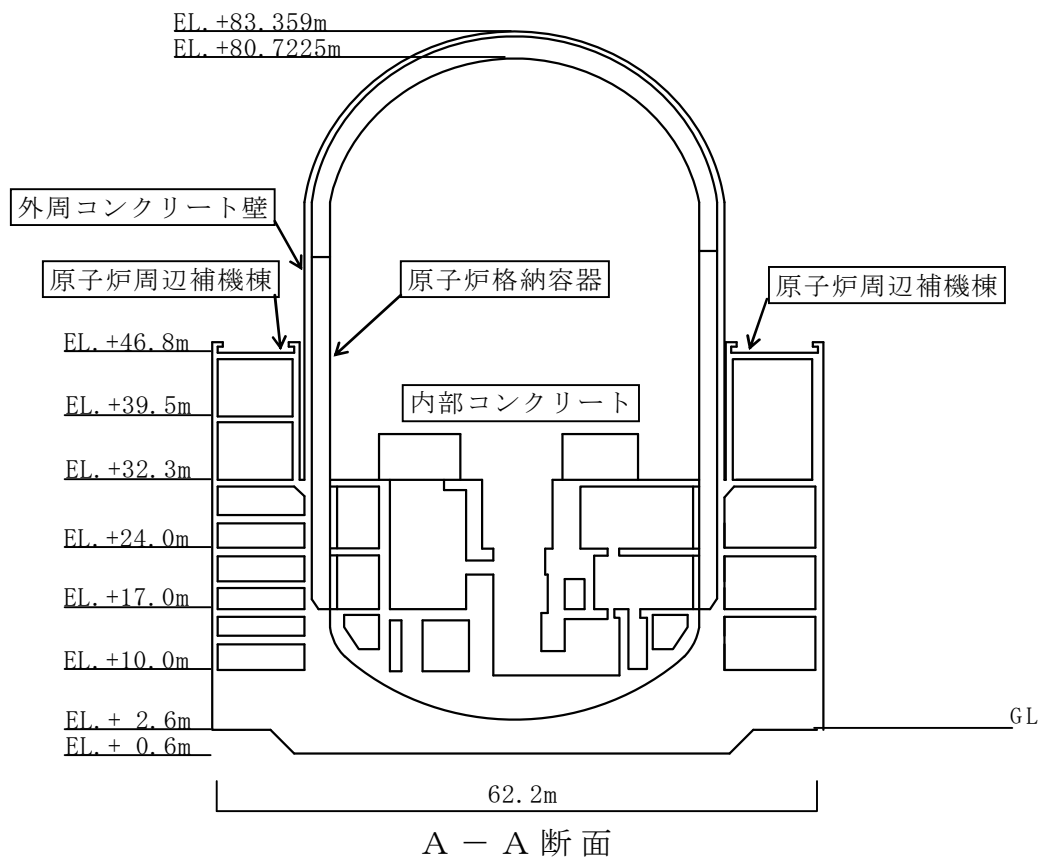 EL.+83.359m
EL.+80.7225m
外周コンクリート壁
原子炉周辺補機棟
原子炉格納容器
原子炉周辺補機棟
EL.+46.8m
EL.+39.5m
内部コンクリート
EL.+32.3m
EL.+24.0m
EL.+17.0m
EL.+10.0m
EL.+ 2.6m
GL
EL.+ 0.6m
62.2m
A－A断面